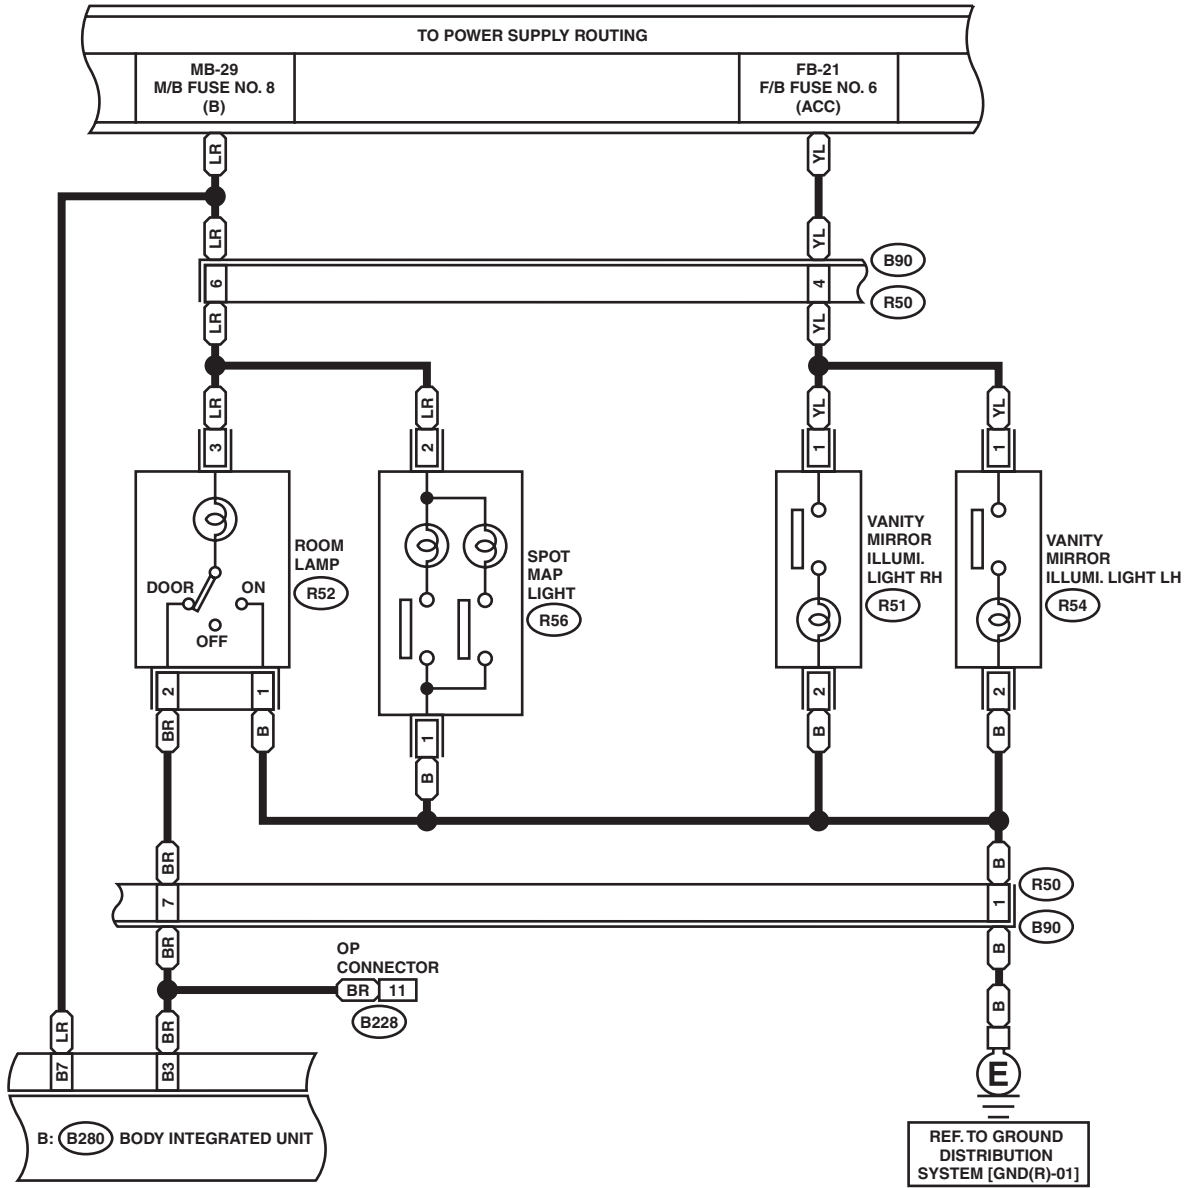 TO POWER SUPPLY ROUTING
MB-29
M/B FUSE NO. 8
(B)
FB-21
F/B FUSE NO. 6
(ACC)
LR
YL
LR
YL
B90
6
4
R50
LR
YL
LR
LR
YL
YL
3
2
1
1
ROOM
LAMP
R52
DOOR
ON
OFF
SPOT
MAP
LIGHT
R56
VANITY
MIRROR
ILLUMI.
LIGHT RH
R51
VANITY
MIRROR
ILLUMI. LIGHT LH
R54
2
1
2
2
BR
B
1
B
B
B
BR
B
R50
7
1
B90
BR
B
OP
CONNECTOR
BR
11
B228
LR
BR
B
B7
B3
E
B:
B280
BODY INTEGRATED UNIT
REF. TO GROUND
DISTRIBUTION
SYSTEM [GND(R)-01]